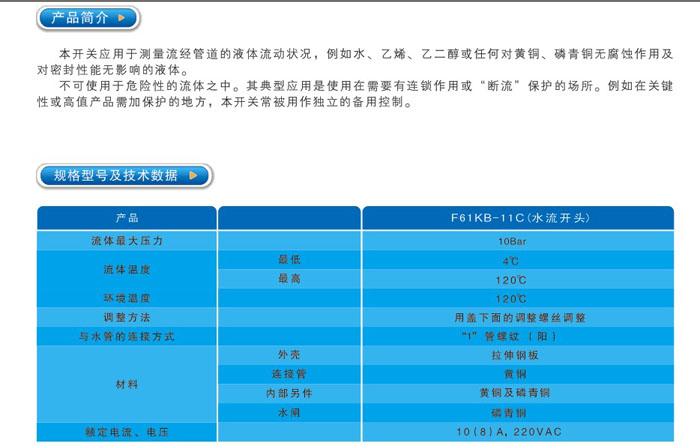 产品简介
本开关应用于测量流经管道的液体流动状况，例如水、乙烯、乙二醇或任何对黄铜、磷青铜无腐蚀作用及
对密封性能无影响的液体。
不可使用于危险性的流体之中。其典型应用是使用在需要有连锁作用或“断流”保护的场所。例如在关键
性或高值产品需加保护的地方，本开关常被用作独立的备用控制。
规格型号及技术数据
产品 F61KB-11C(水流开头)
流体最大压力 10Bar
流体温度 最低 4℃
最高 120℃
环境温度 120℃
调整方法 用盖下面的调整螺丝调整
与水管的连接方式 “1”管螺纹（阳）
材料 外壳 拉伸钢板
连接管 黄铜
内部另件 黄铜及磷青铜
水闸 磷青铜
额定电流、电压 10(8)A, 220VAC